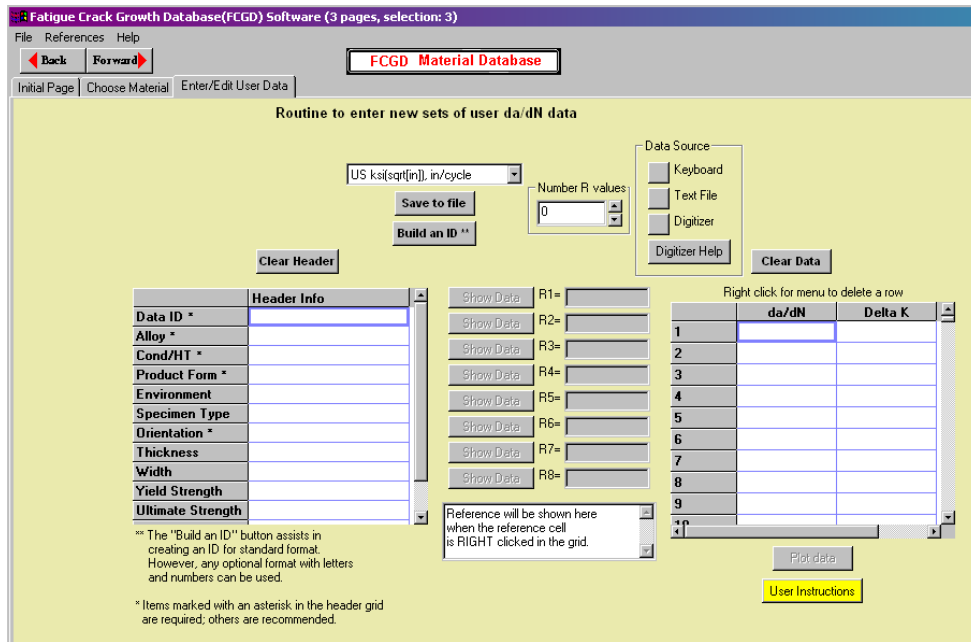 Fatigue Crack Growth Database(FCGD) Software (3 pages, selection: 3)
File References Help
Back Forward
FCGD Material Database
Initial Page Choose Material Enter/Edit User Data
Routine to enter new sets of user da/dN data
Data Source
US ksi(sqrt[in]), in/cycle
Keyboard
Number R values
Text File
Save to file
0
Digitizer
Build an ID **
Digitizer Help
Clear Header
Clear Data
Right click for menu to delete a row
Header Info
Data ID *
Alloy *
Cond/HT *
Product Form *
Environment
Specimen Type
Orientation *
Thickness
Width
Yield Strength
Ultimate Strength
Show Data R1=
Show Data R2=
Show Data R3=
Show Data R4=
Show Data R5=
Show Data R6=
Show Data R7=
Show Data R8=
da/dN Delta K
1
2
3
4
5
6
7
8
9
10
Reference will be shown here
when the reference cell
is RIGHT clicked in the grid.
** The "Build an ID" button assists in
creating an ID for standard format.
However, any optional format with letters
and numbers can be used.
* Items marked with an asterisk in the header grid
are required; others are recommended.
Plot data
User Instructions